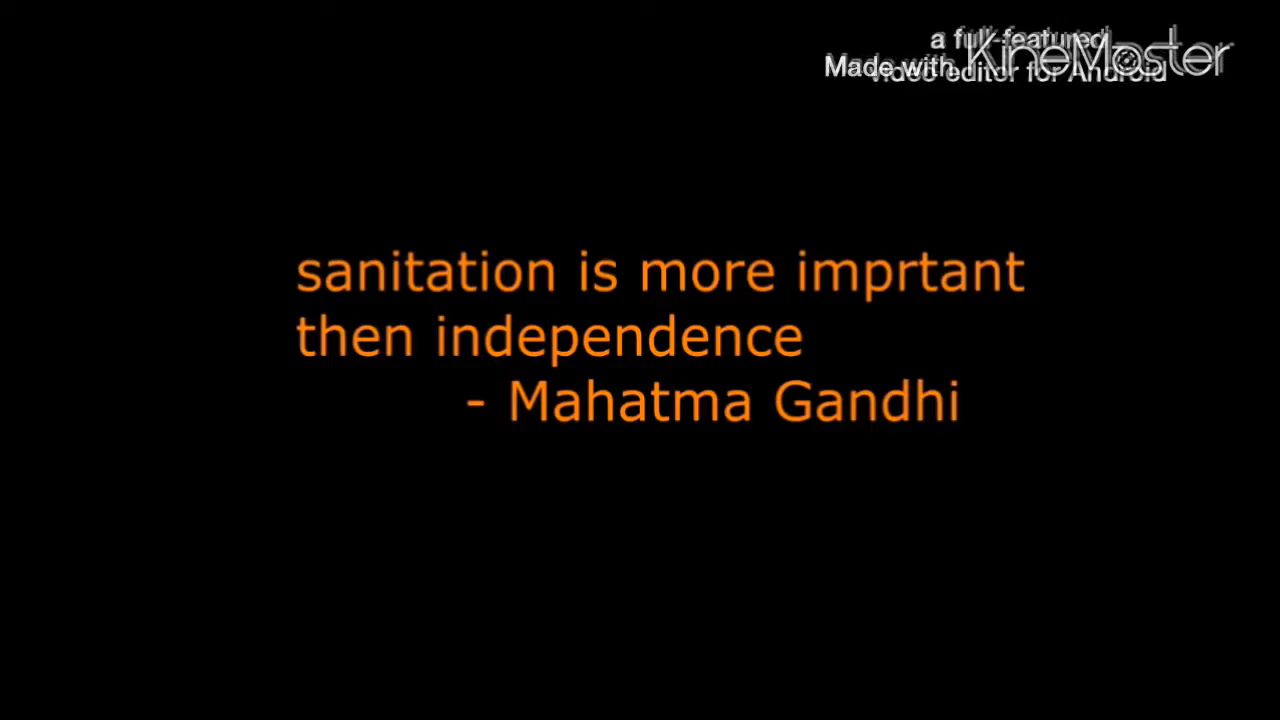 a full-featured
Made with KineMaster
video editor for Android
sanitation is more imprtant
then independence
- Mahatma Gandhi